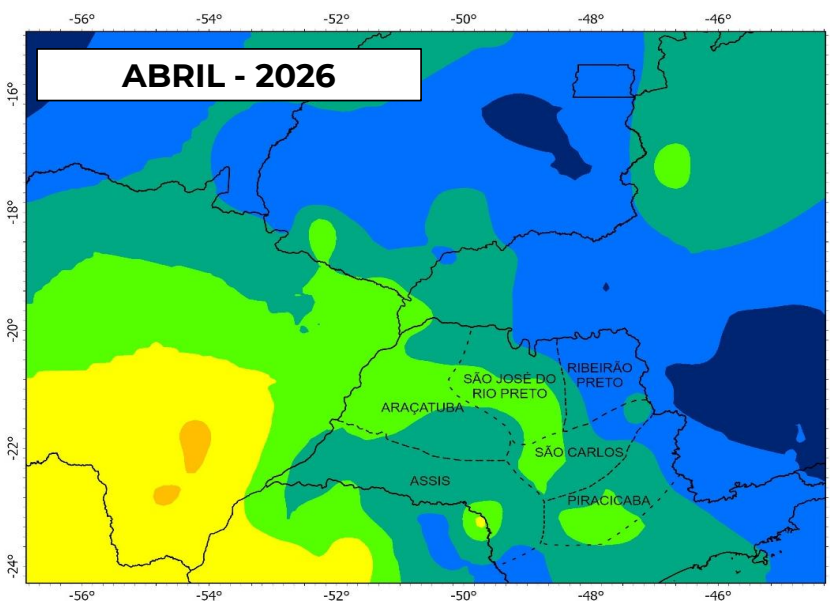 -56° -54° -52° -50° -48° -46°
ABRIL - 2026
-16°
-18°
-20°
RIBEIRÃO
PRETO
SÃO JOSÉ DO
RIO PRETO
ARAÇATUBA
-22°
SÃO CARLOS
ASSIS
PIRACICABA
-24°
-56° -54° -52° -50° -48° -46°